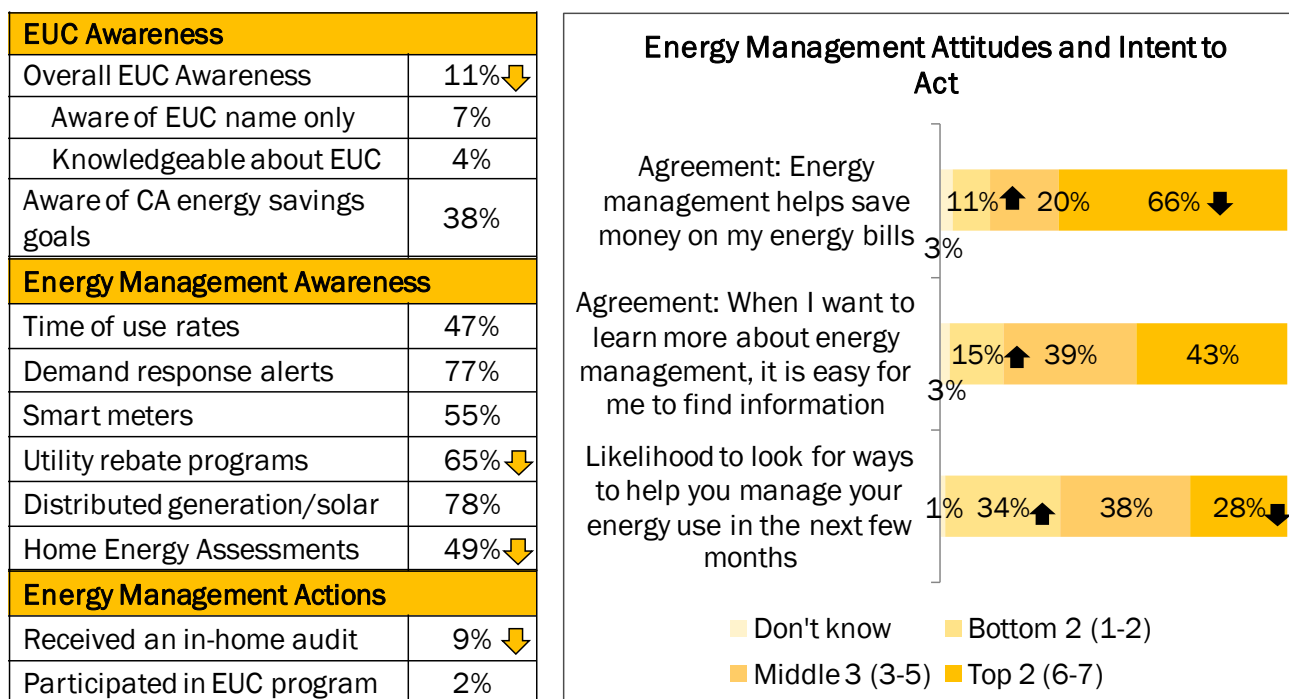 EUC Awareness
Overall EUC Awareness 11%
Aware of EUC name only 7%
Knowledgeable about EUC 4%
Aware of CA energy savings
goals 38%
Energy Management Awareness
Time of use rates 47%
Demand response alerts 77%
Smart meters 55%
Utility rebate programs 65%
Distributed generation/solar 78%
Home Energy Assessments 49%
Energy Management Actions
Received an in-home audit 9%
Participated in EUC program 2%
Energy Management Attitudes and Intent to
Act
Agreement: Energy
management helps save
money on my energy bills
3% 11% 20% 66%
Agreement: When I want to
learn more about energy
management, it is easy for
me to find information
3% 15% 39% 43%
Likelihood to look for ways
to help you manage your
energy use in the next few
months
1% 34% 38% 28%
Don't know Bottom 2 (1-2)
Middle 3 (3-5) Top 2 (6-7)